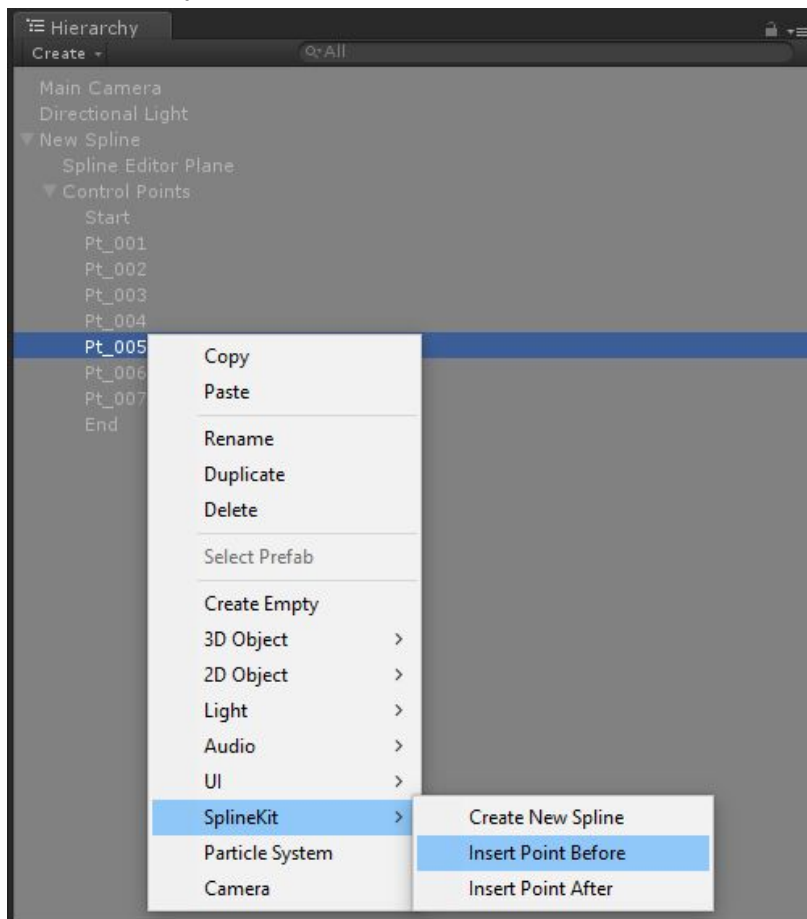 Hierarchy
Create
All
Main Camera
Directional Light
New Spline
Spline Editor Plane
Control Points
Start
Pt_001
Pt_002
Pt_003
Pt_004
Pt_005
Pt_006
Pt_007
End
Copy
Paste
Rename
Duplicate
Delete
Select Prefab
Create Empty
3D Object
2D Object
Light
Audio
UI
SplineKit
Particle System
Camera
Create New Spline
Insert Point Before
Insert Point After